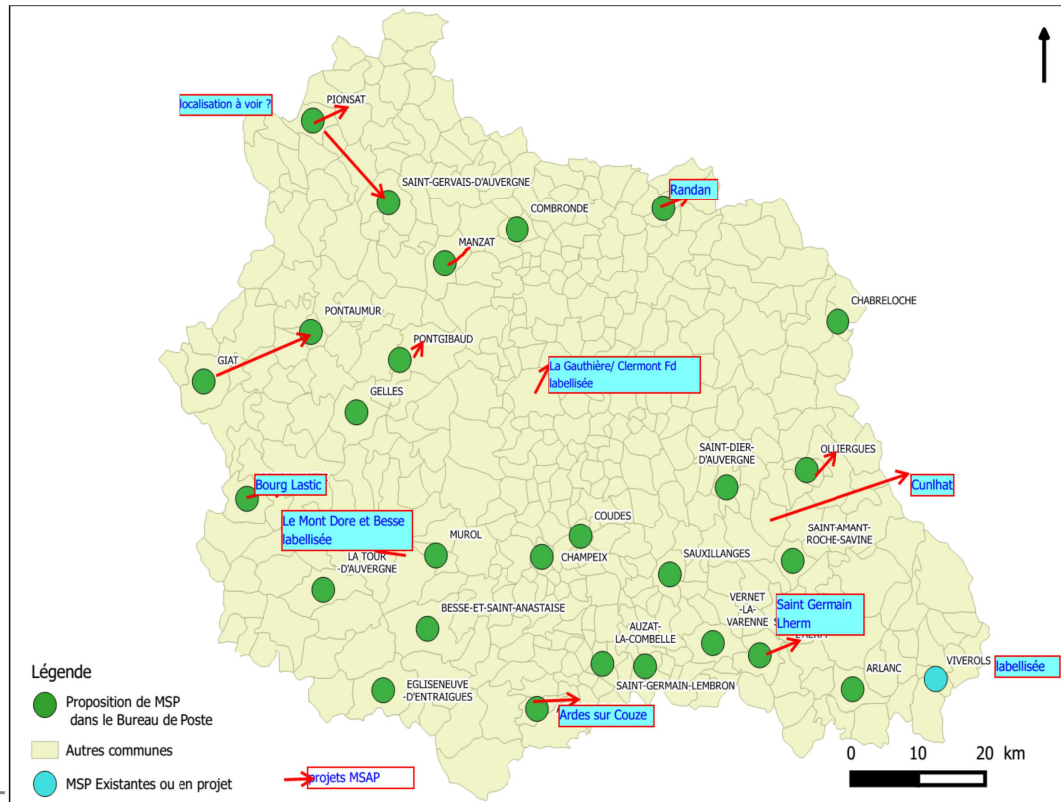 PIONSAT
localisation à voir ?
SAINT-GERVAIS-D'AUVERGNE
Randan
COMBRONDE
MANZAT
CHABRELOCHE
PONTAUMUR
PONTGIBAUD
GIAT
La Gauthière/ Clermont Fd
labellisée
GELLES
SAINT-DIER-
D'AUVERGNE
OLLIERGUES
Bourg Lastic
Cunlhat
Le Mont Dore et Besse
labellisée
COUDES
SAINT-AMANT-
ROCHE-SAVINE
MUROL
CHAMPEIX
SAUXILLANGES
LA TOUR
-D'AUVERGNE
VERNET
-LA-
VARENNE
Saint Germain
Lherm
BESSE-ET-SAINT-ANASTAISE
AUZAT-
LA-COMBELLE
ARLANC
VIVEROLS
labellisée
Légende
EGLISENEUVE
-D'ENTRAIGUES
SAINT-GERMAIN-LEMBRON
Proposition de MSP
dans le Bureau de Poste
Ardes sur Couze
Autres communes
0 10 20 km
MSP Existantes ou en projet
projets MSAP